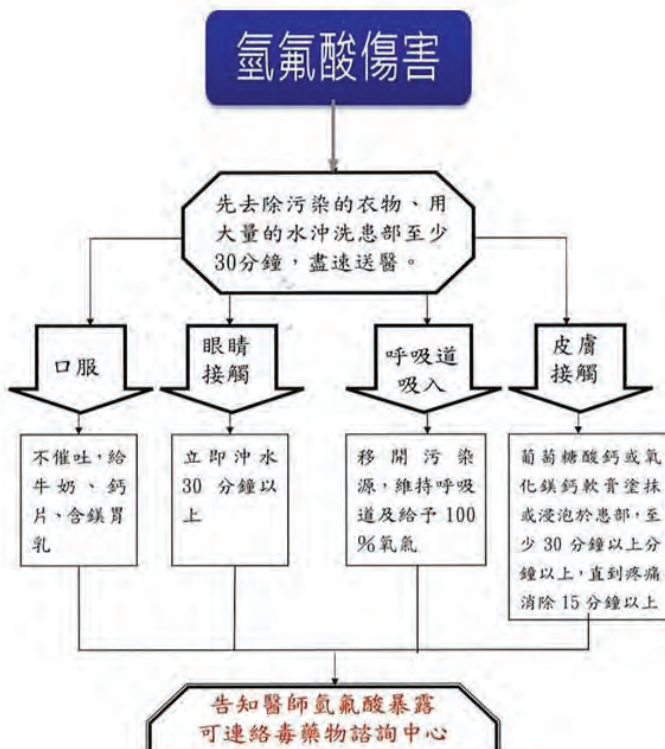 氫氟酸傷害
先去除污染的衣物、用
大量的水沖洗患部至少
30分鐘，盡速送醫。
口服
眼睛
接觸
呼吸道
吸入
皮膚
接觸
不催吐，給
牛奶、鈣
片、含鎂胃
乳
立即沖水
30 分鐘以
上
移開污染
源，維持呼吸
道及給予 100
%氧氣
葡萄糖酸鈣或氧
化鎂鈣軟膏塗抹
或浸泡於患部，至
少 30 分鐘以上分
鐘以上，直到疼痛
消除 15 分鐘以上
告知醫師氫氟酸暴露
可連絡毒藥物諮詢中心